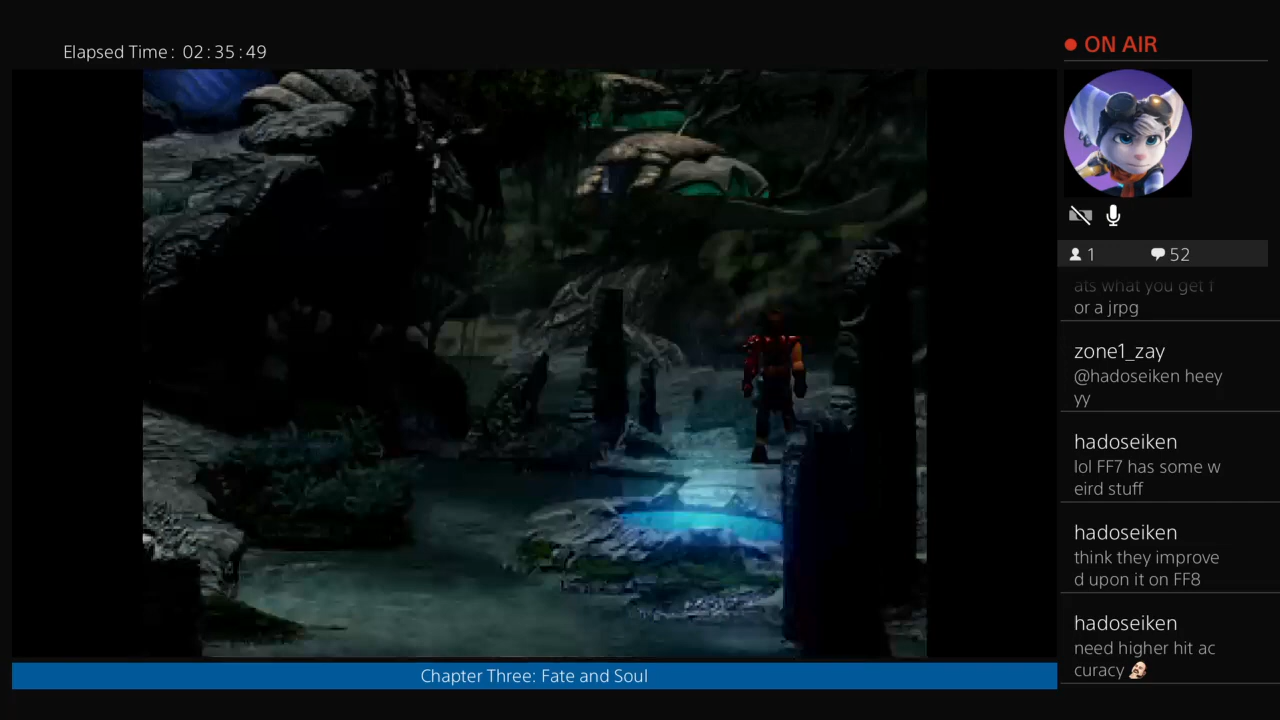 Elapsed Time: 02:35:49
ON AIR
1 52
ats what you get f
or a jrpg
zone1_zay
@hadoseiken heey
yy
hadoseiken
lol FF7 has some w
eird stuff
hadoseiken
think they improve
d upon it on FF8
hadoseiken
need higher hit ac
curacy
Chapter Three: Fate and Soul